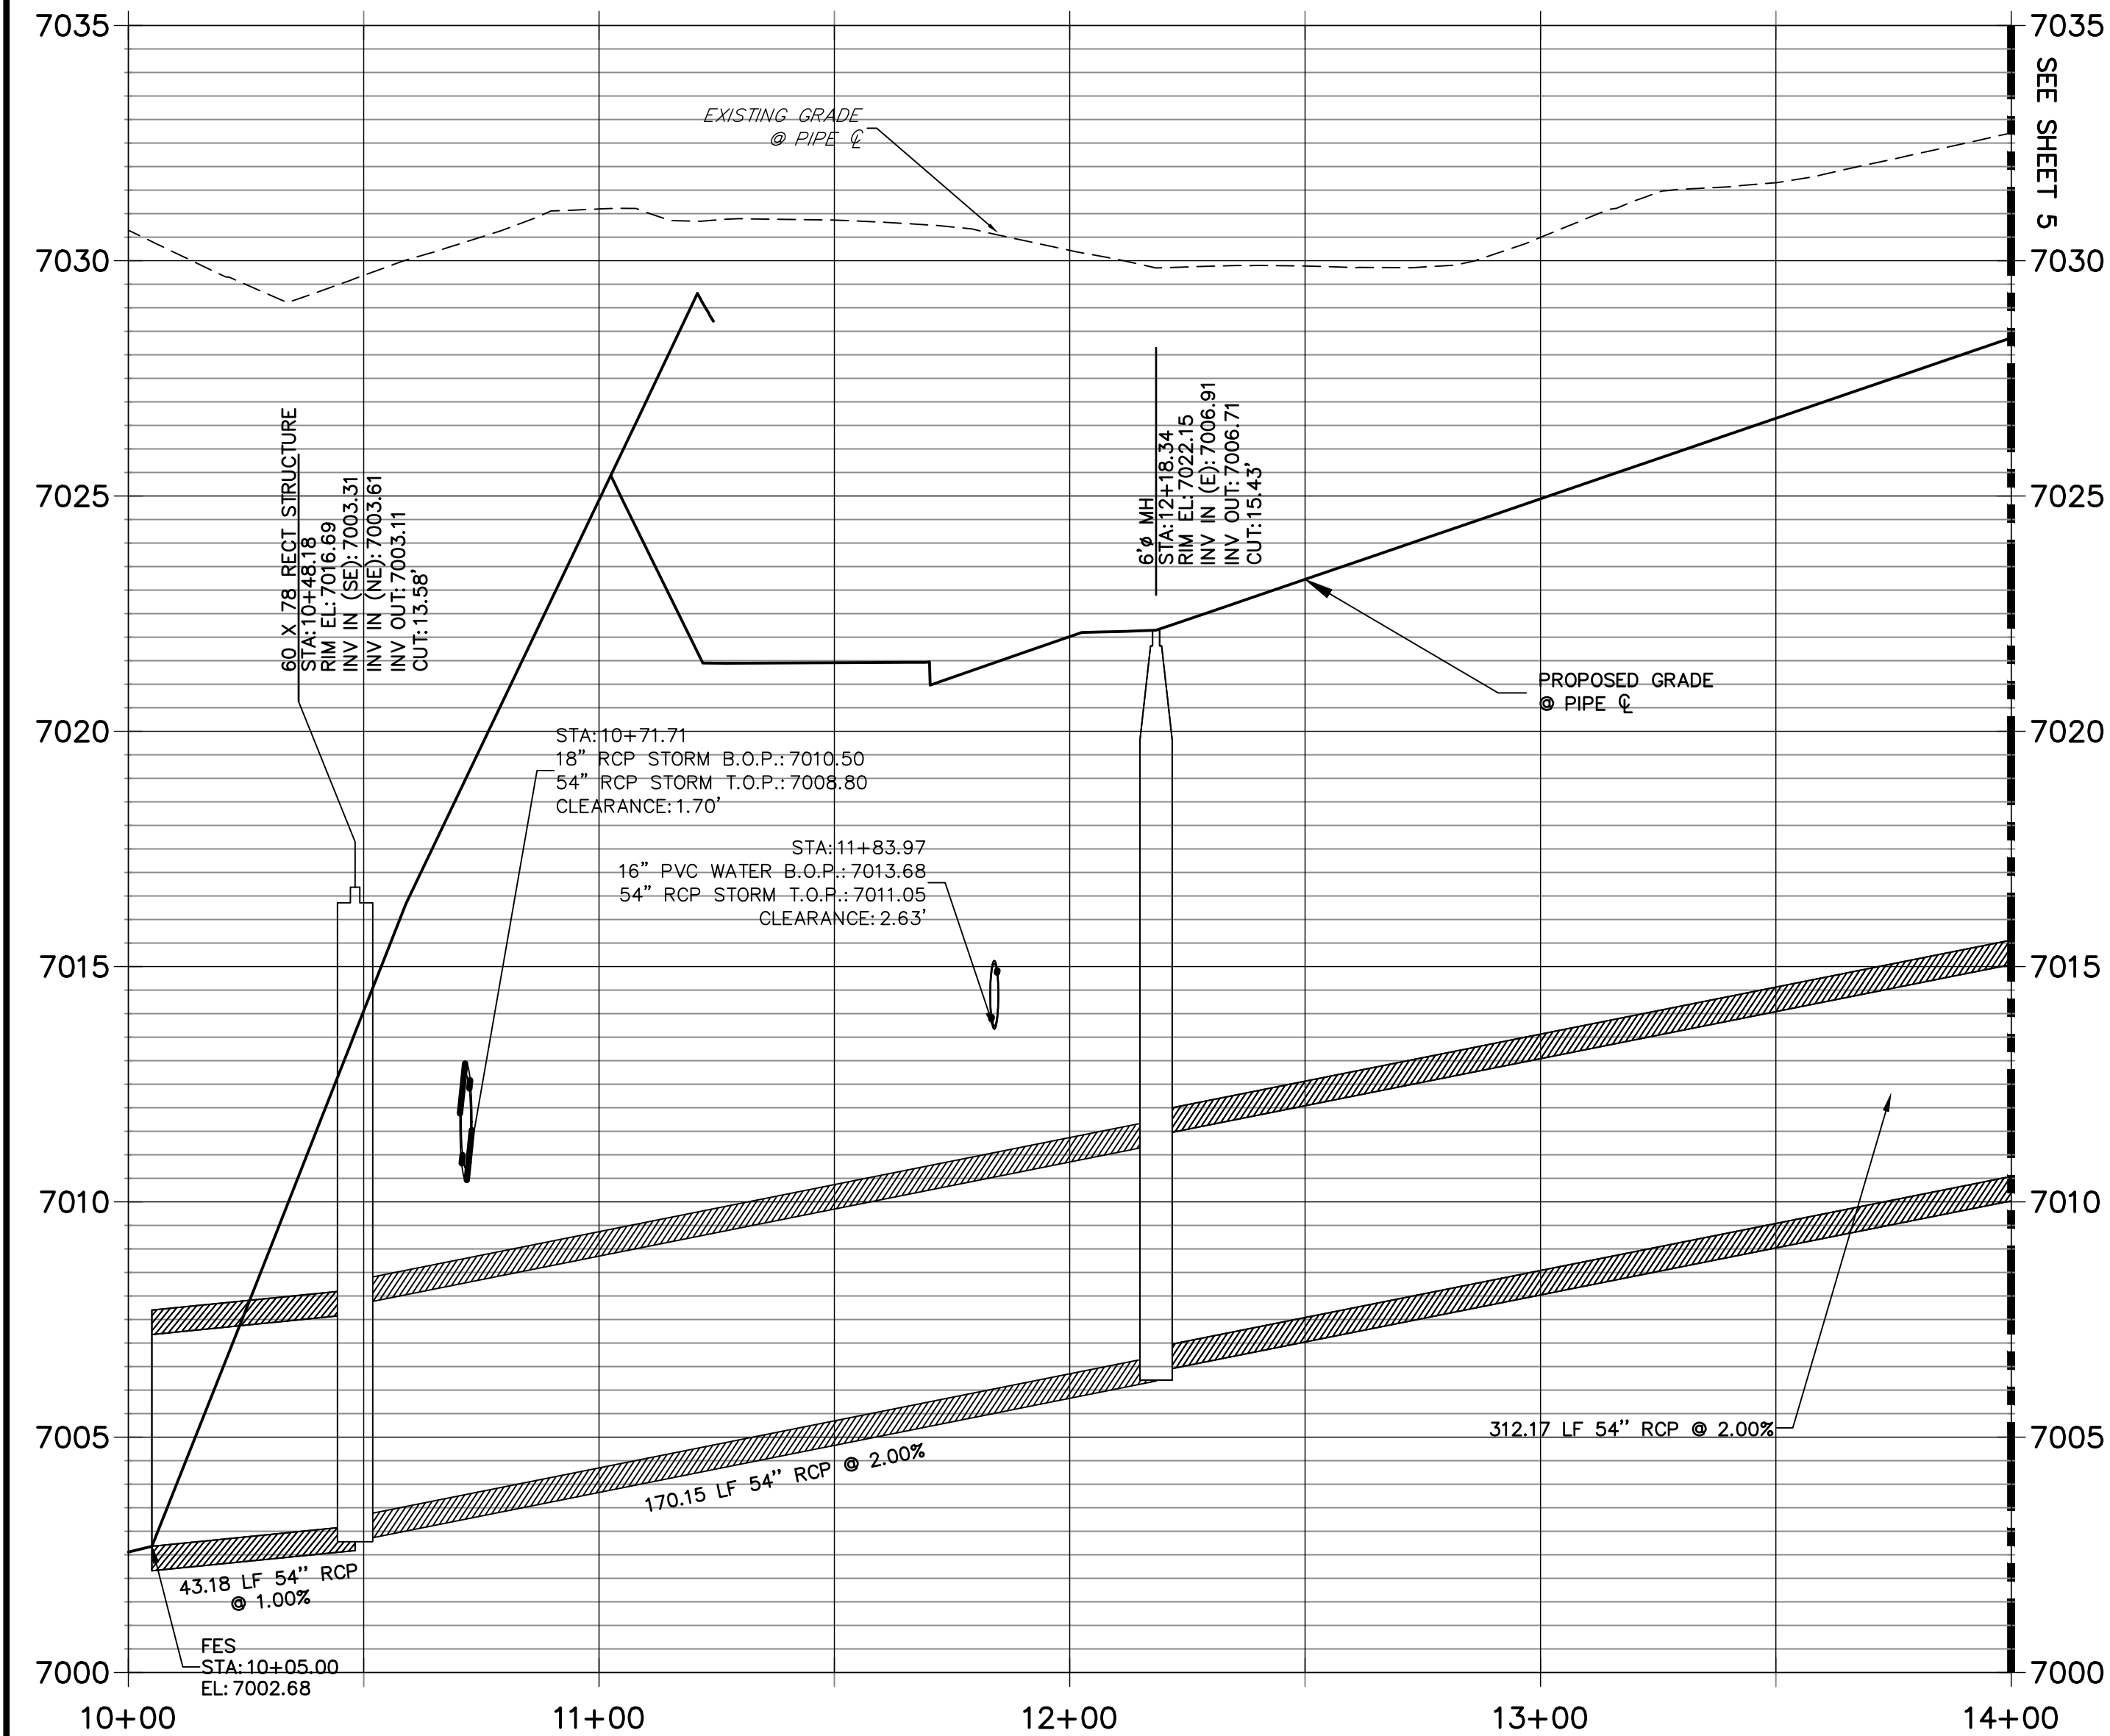 7035
7030
7025
7020
7015
7010
7005
7000
EXISTING GRADE
@ PIPE ℄
60 X 78 RECT STRUCTURE
STA:10+48.18
RIM EL:7016.69
INV IN (SE):7003.31
INV IN (NE):7003.61
INV OUT:7003.11
CUT:13.58'
6'ø MH
STA:12+18.34
RIM EL:7022.15
INV IN (E):7006.91
INV OUT:7006.71
CUT:15.43'
PROPOSED GRADE
@ PIPE ℄
STA:10+71.71
18" RCP STORM B.O.P.:7010.50
54" RCP STORM T.O.P.:7008.80
CLEARANCE:1.70'
STA:11+83.97
16" PVC WATER B.O.P.:7013.68
54" RCP STORM T.O.P.:7011.05
CLEARANCE:2.63'
312.17 LF 54" RCP @ 2.00%
170.15 LF 54" RCP @ 2.00%
43.18 LF 54" RCP
@ 1.00%
FES
STA:10+05.00
EL:7002.68
10+00 11+00 12+00 13+00 14+00
7035
7030
7025
7020
7015
7010
7005
7000
SEE SHEET 5